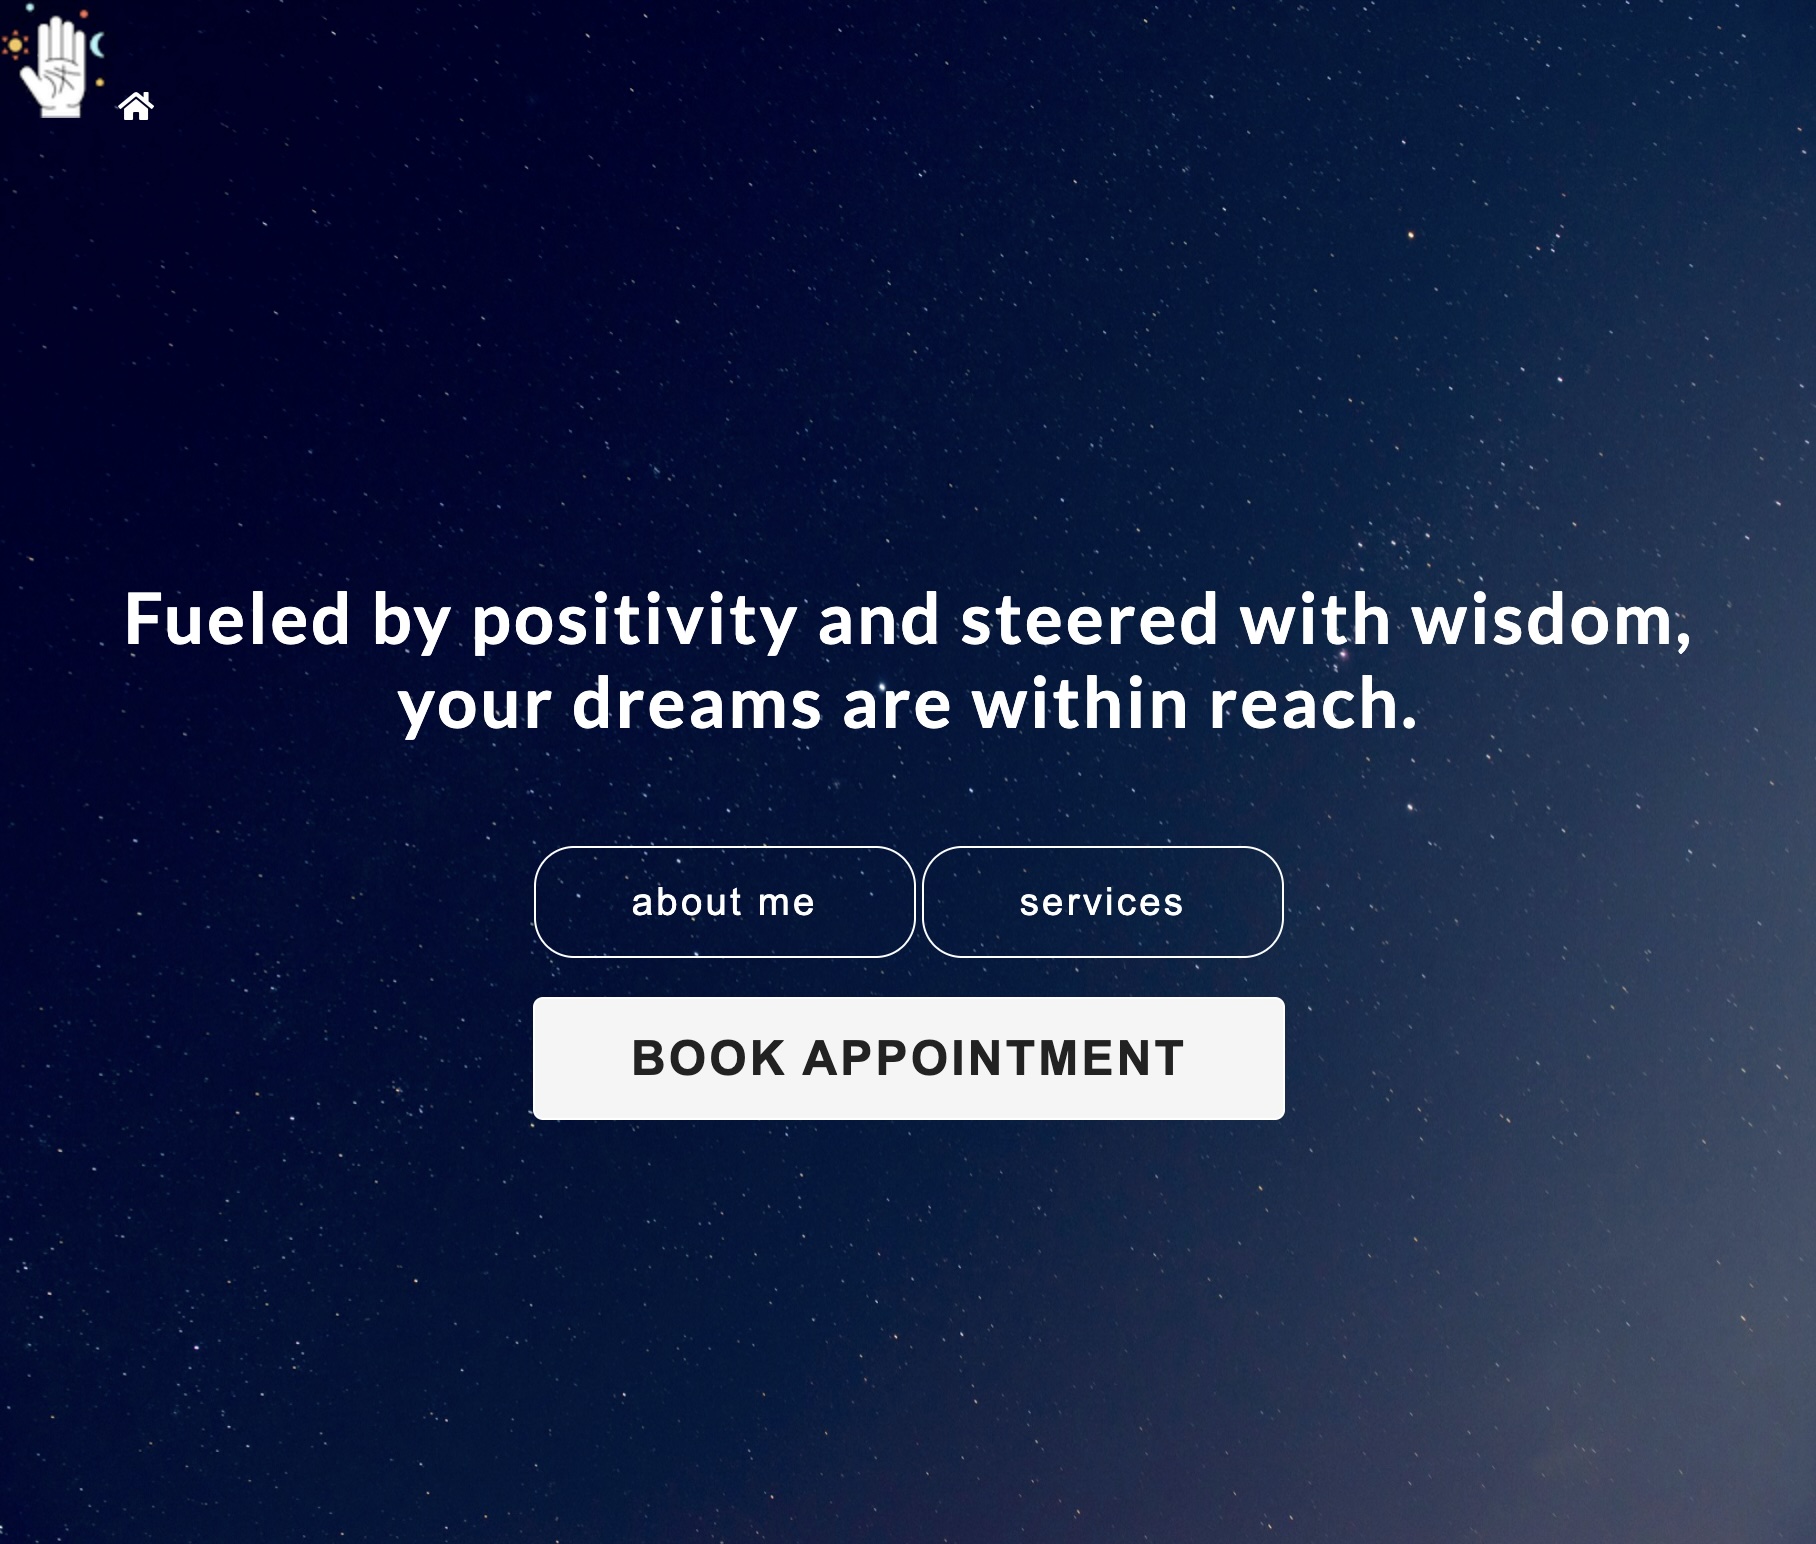 Fueled by positivity and steered with wisdom,
your dreams are within reach.
about me
services
BOOK APPOINTMENT